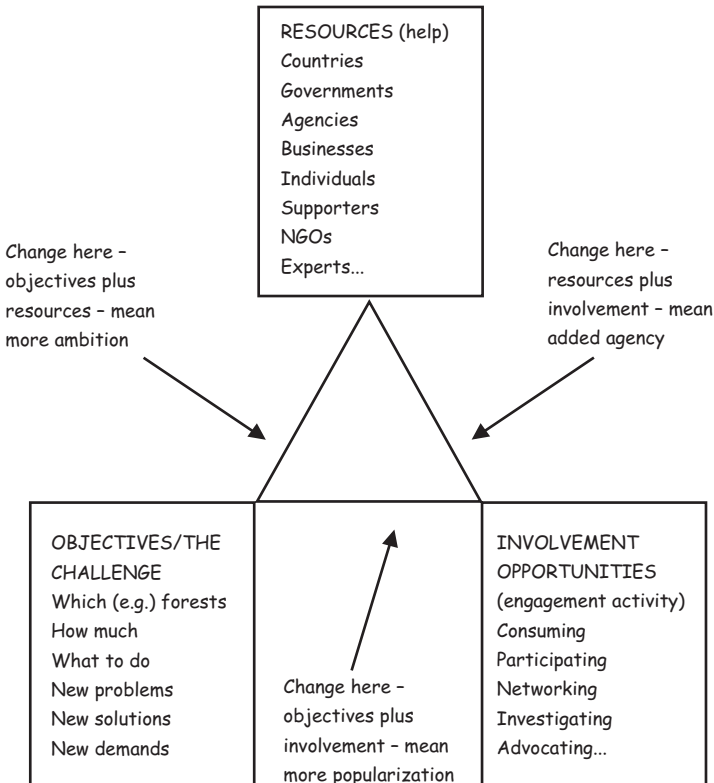 RESOURCES (help)
Countries
Governments
Agencies
Businesses
Individuals
Supporters
NGOs
Experts...
Change here –
objectives plus
resources – mean
more ambition
Change here –
resources plus
involvement – mean
added agency
OBJECTIVES/THE
CHALLENGE
Which (e.g.) forests
How much
What to do
New problems
New solutions
New demands
Change here –
objectives plus
involvement – mean
more popularization
INVOLVEMENT
OPPORTUNITIES
(engagement activity)
Consuming
Participating
Networking
Investigating
Advocating...